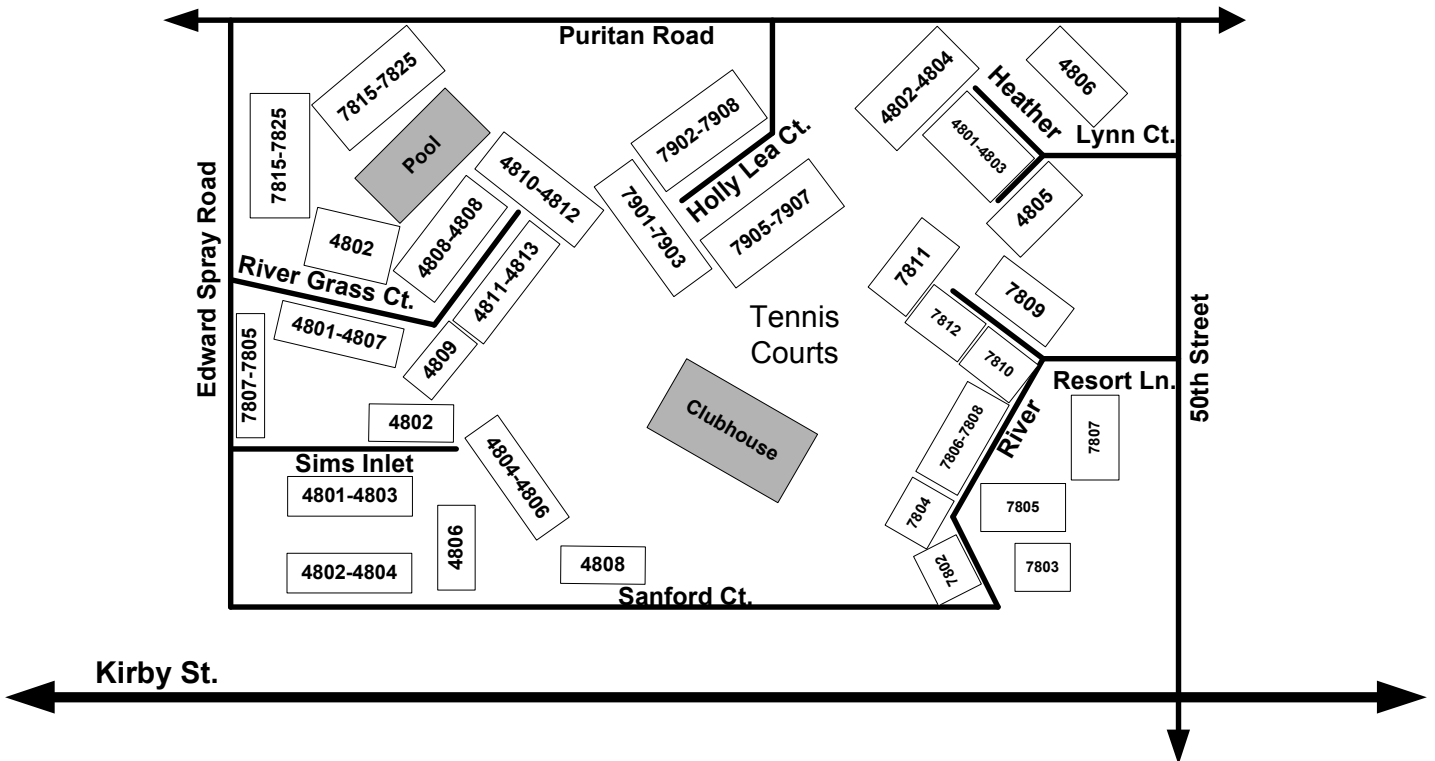 Puritan Road
7815-7825
7815-7825
Pool
4810-4812
7902-7908
Holly Lea Ct.
7901-7903
7905-7907
4802-4804
Heather
4806
4801-4803
Lynn Ct.
4805
Edward Spray Road
4802
4808-4808
4811-4813
River Grass Ct.
4801-4807
4809
7807-7805
4802
Sims Inlet
4801-4803
4804-4806
4806
4802-4804
4808
Sanford Ct.
Tennis
Courts
Clubhouse
7811
7809
7812
7810
Resort Ln.
50th Street
7806-7808
River
7807
7804
7805
7802
7803
Kirby St.